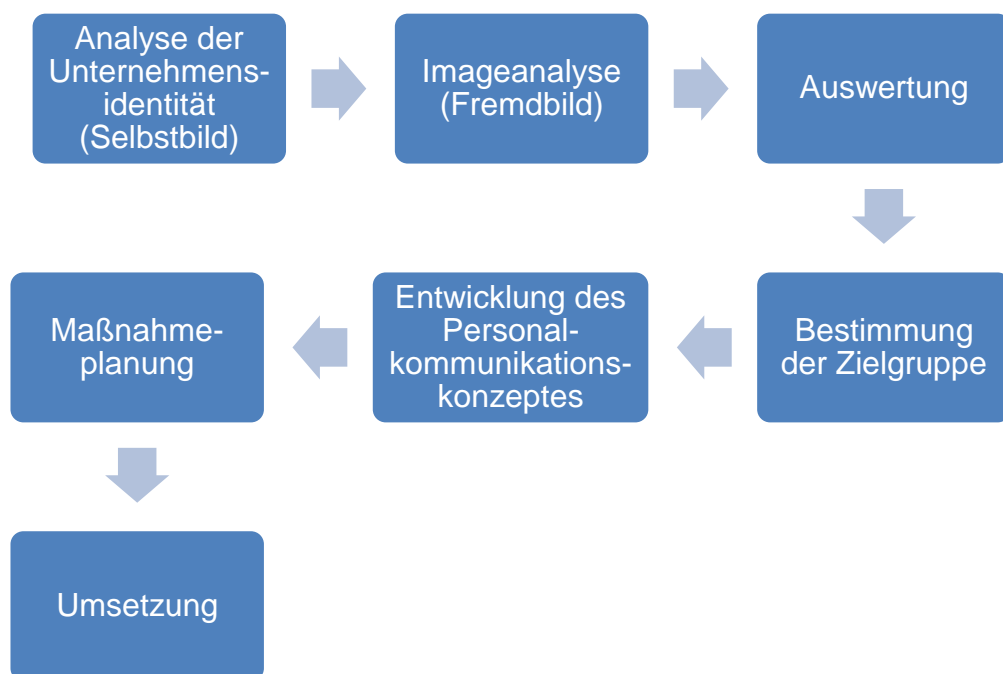 Analyse der
Unternehmens-
identität
(Selbstbild)
Imageanalyse
(Fremdbild)
Auswertung
Bestimmung
der Zielgruppe
Entwicklung des
Personal-
kommunikations-
konzeptes
Maßnahme-
planung
Umsetzung